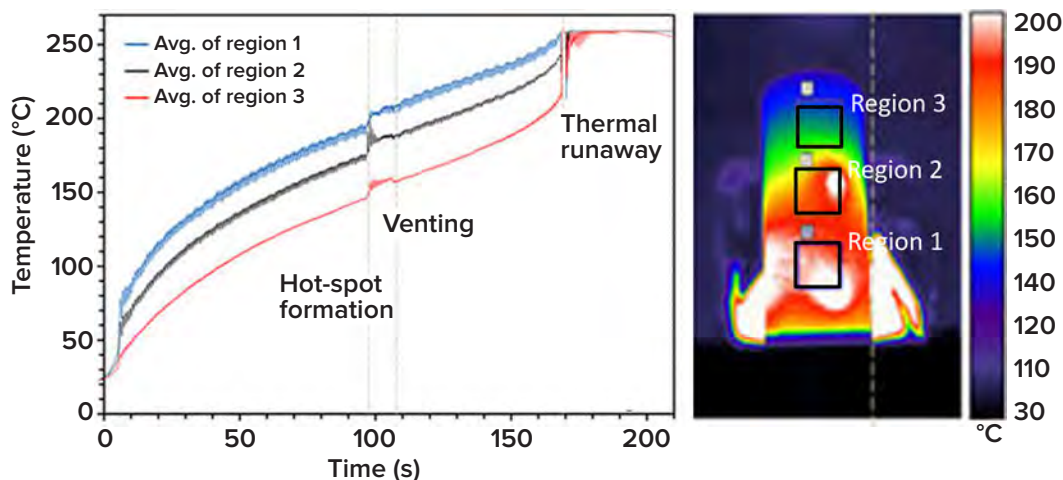 Temperature (°C)
250
200
150
100
50
0
Avg. of region 1
Avg. of region 2
Avg. of region 3
Hot-spot
formation
Venting
Thermal
runaway
0
50
100
150
200
Time (s)
Region 3
Region 2
Region 1
200
190
180
170
160
150
140
130
120
110
30
°C